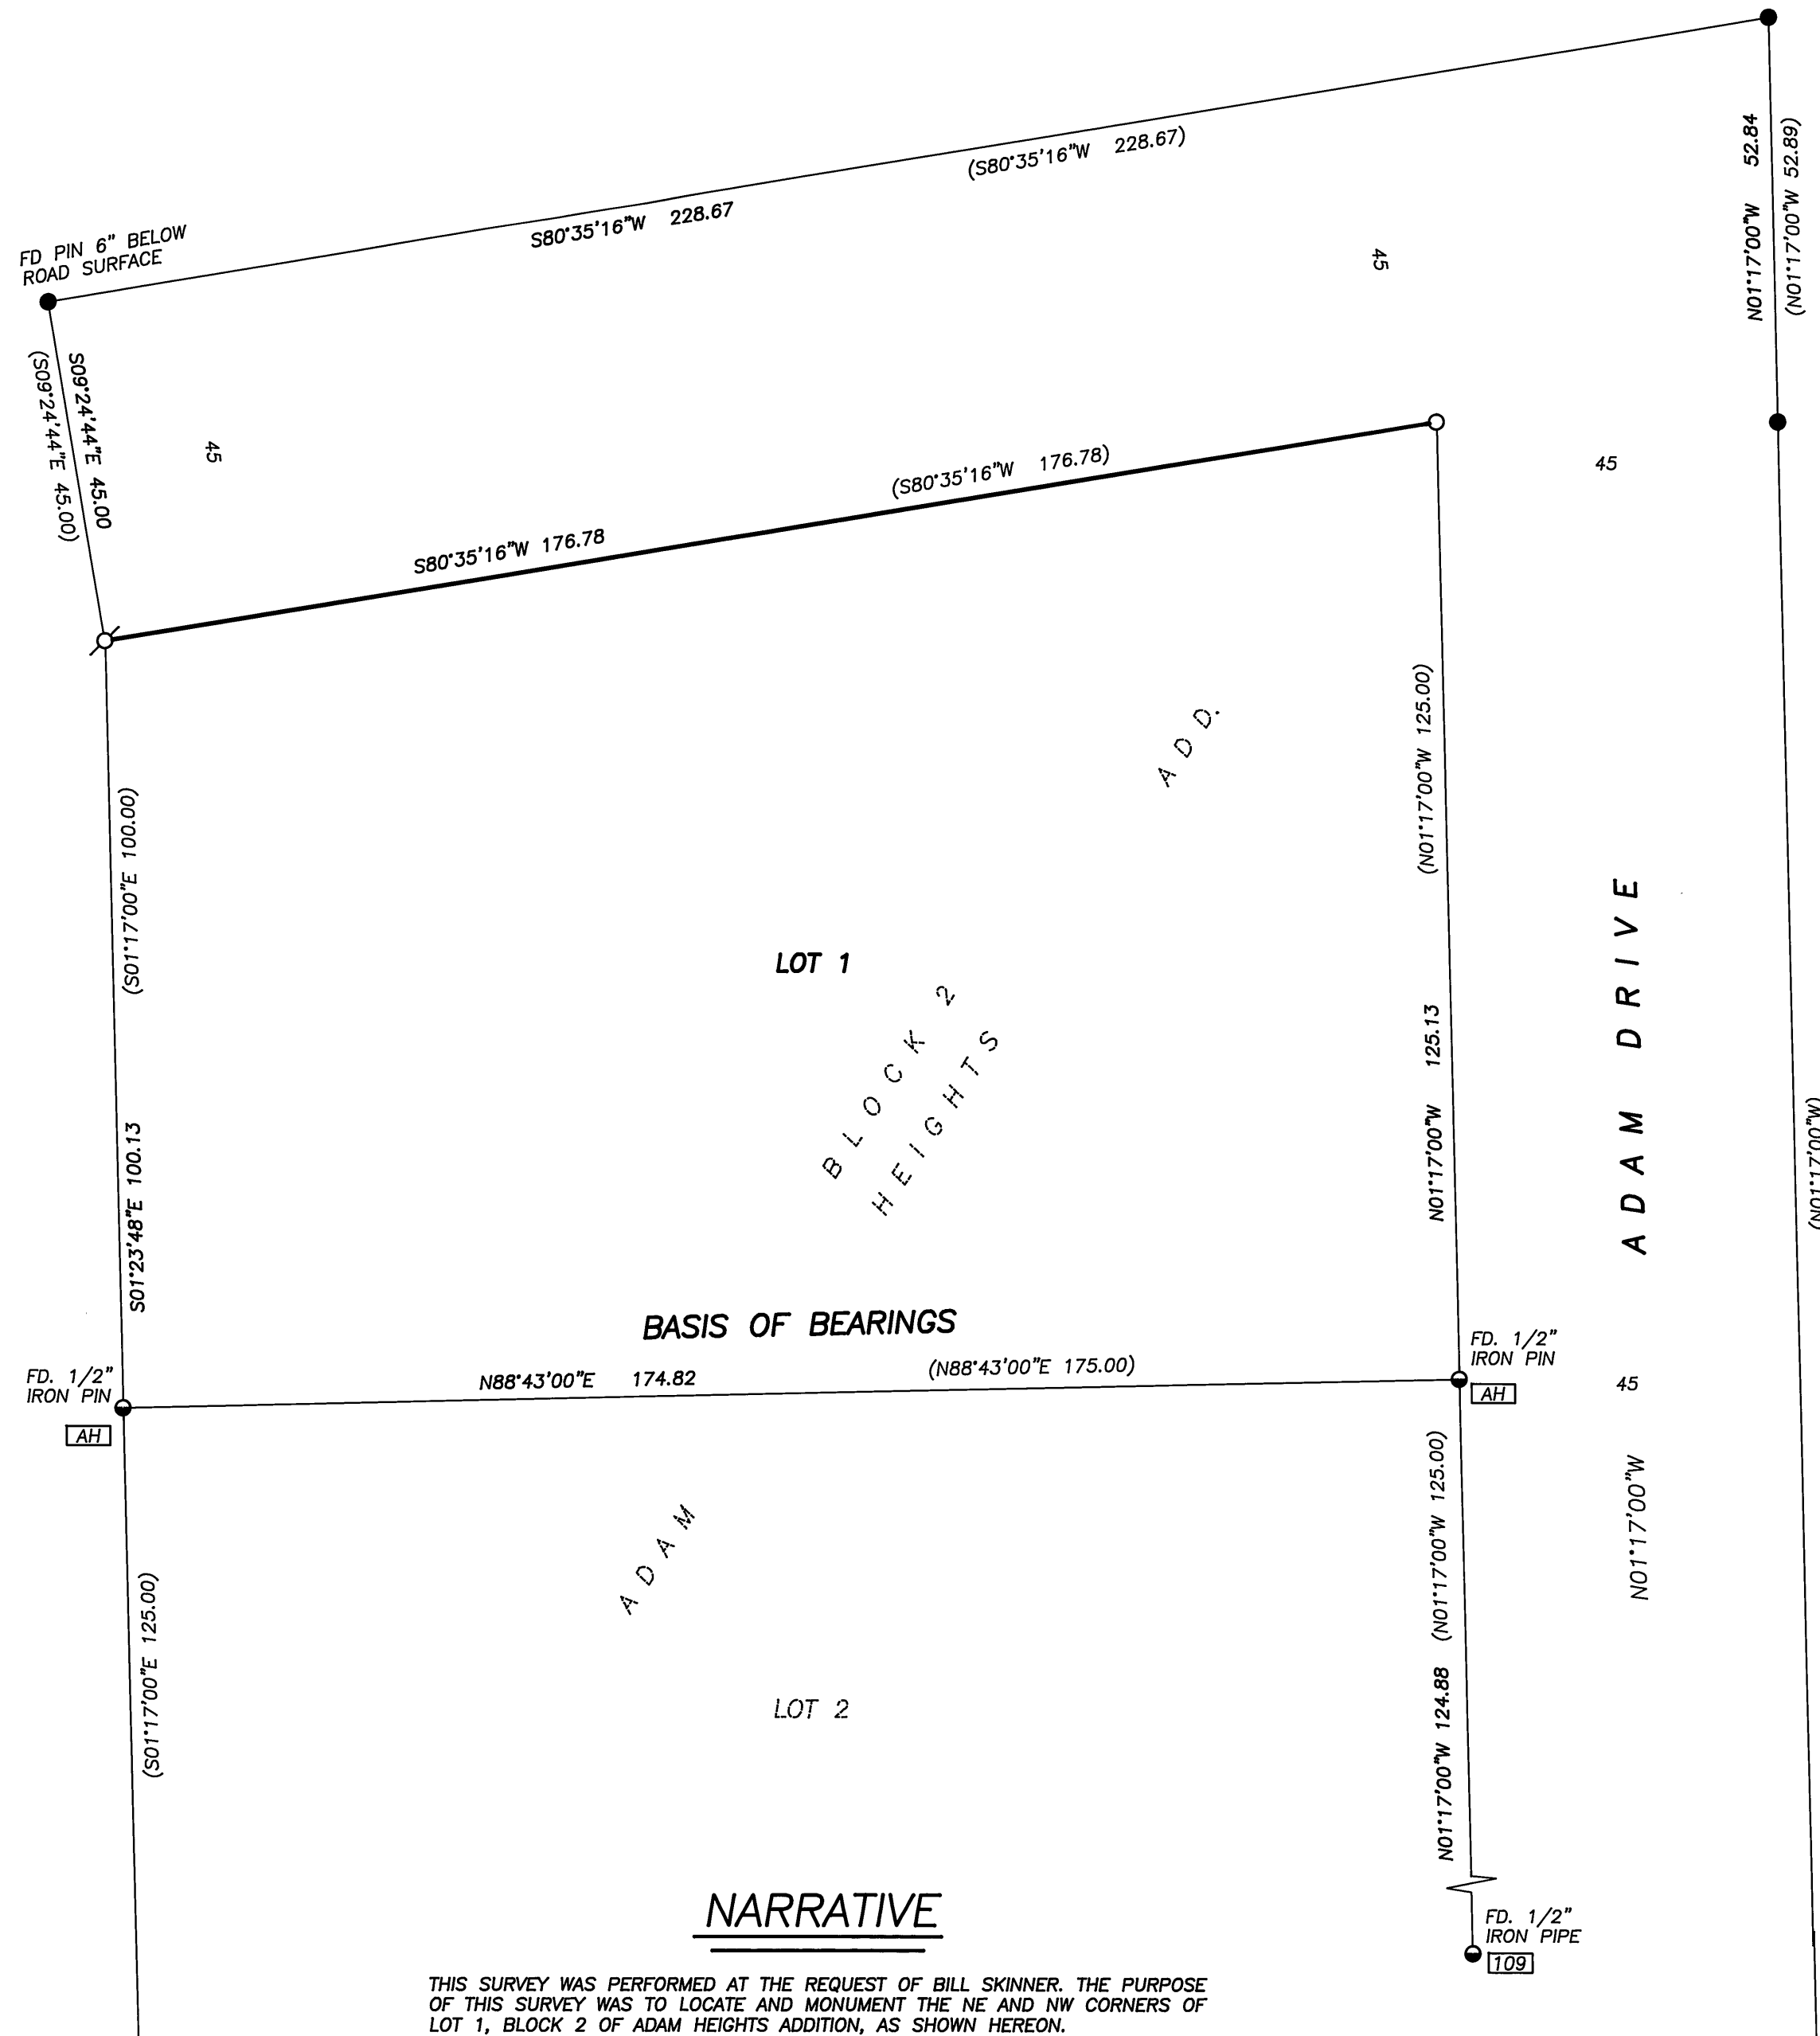 (S80°35'16"W 228.67)
S80°35'16"W 228.67
N01°17'00"W 52.84
(N01°17'00"W 52.89)
FD PIN 6" BELOW
ROAD SURFACE
45
S09°24'44"E 45.00
(S09°24'44"E 45.00)
45
45
(S80°35'16"W 176.78)
S80°35'16"W 176.78
(N01°17'00"W 125.00)
ADD.
(S01°17'00"E 100.00)
LOT 1
BLOCK 2
HEIGHTS
ADAM DRIVE
N01°17'00"W 125.13
S01°23'48"E 100.13
(N01°17'00"W)
BASIS OF BEARINGS
N88°43'00"E 174.82
(N88°43'00"E 175.00)
FD. 1/2"
IRON PIN
AH
FD. 1/2"
IRON PIN
AH
45
(N01°17'00"W 125.00)
N01°17'00"W
ADAM
(S01°17'00"E 125.00)
LOT 2
N01°17'00"W 124.88
NARRATIVE
FD. 1/2"
IRON PIPE
109
THIS SURVEY WAS PERFORMED AT THE REQUEST OF BILL SKINNER. THE PURPOSE
OF THIS SURVEY WAS TO LOCATE AND MONUMENT THE NE AND NW CORNERS OF
LOT 1, BLOCK 2 OF ADAM HEIGHTS ADDITION, AS SHOWN HEREON.